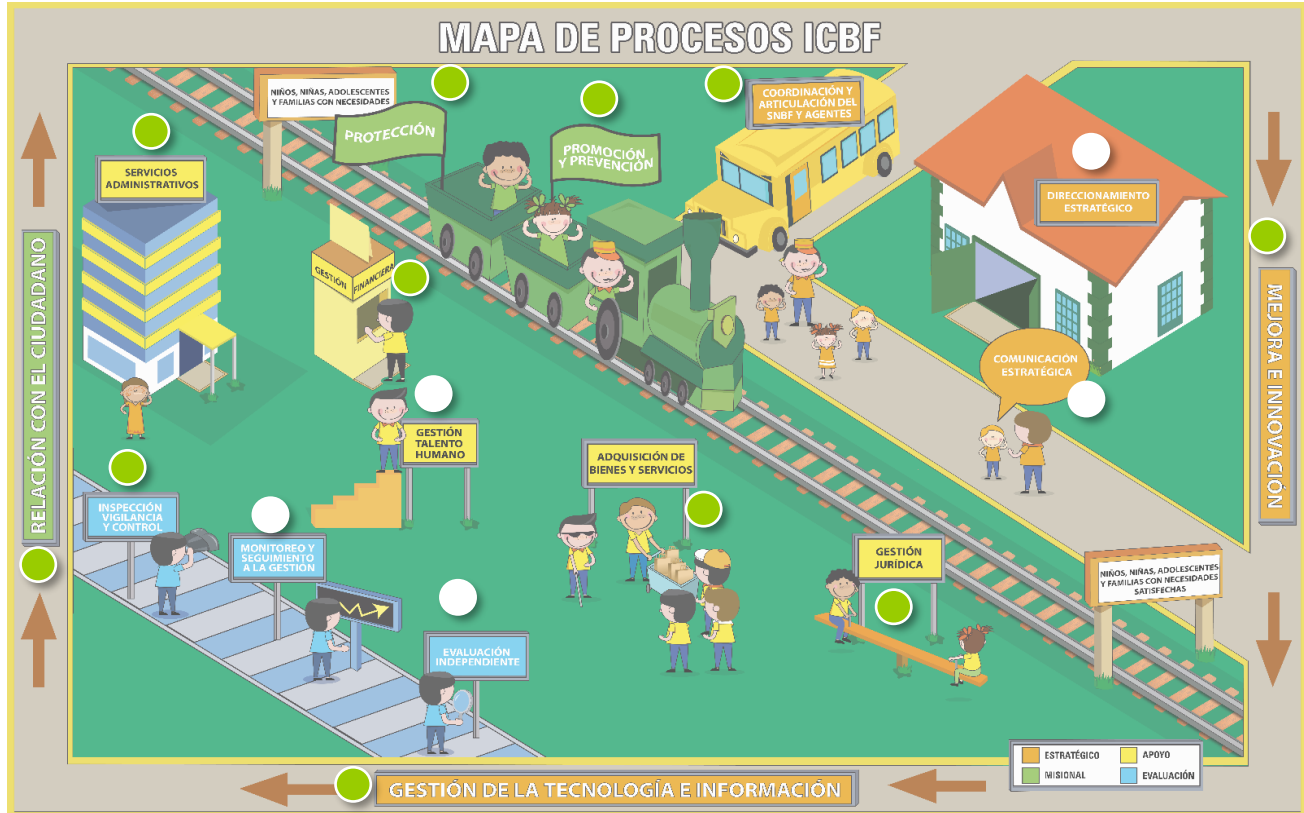 MAPA DE PROCESOS ICBF
NIÑOS, NIÑAS, ADOLESCENTES
Y FAMILIAS CON NECESIDADES
PROTECCIÓN
PROMOCIÓN
Y PREVENCIÓN
COORDINACIÓN Y
ARTICULACIÓN DEL
SNBF Y AGENTES
SERVICIOS
ADMINISTRATIVOS
DIRECCIONAMIENTO
ESTRATÉGICO
GESTIÓN
FINANCIERA
RELACIÓN CON EL CIUDADANO
MEJORA E INNOVACIÓN
COMUNICACIÓN
ESTRATÉGICA
GESTIÓN
TALENTO
HUMANO
ADQUISICIÓN DE
BIENES Y SERVICIOS
INSPECCIÓN
VIGILANCIA
Y CONTROL
MONITOREO Y
SEGUIMIENTO
A LA GESTIÓN
GESTIÓN
JURÍDICA
NIÑOS, NIÑAS, ADOLESCENTES
Y FAMILIAS CON NECESIDADES
SATISFECHAS
EVALUACIÓN
INDEPENDIENTE
ESTRATÉGICO
APOYO
MISIONAL
EVALUACIÓN
GESTIÓN DE LA TECNOLOGÍA E INFORMACIÓN